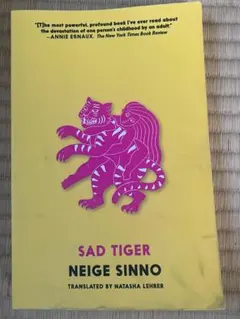 "[T]he most powerful, profound book I've ever read about
the devastation of one person's childhood by an adult."
—ANNIE ERNAUX, The New York Times Book Review
SAD TIGER
NEIGE SINNO
TRANSLATED BY NATASHA LEHRER